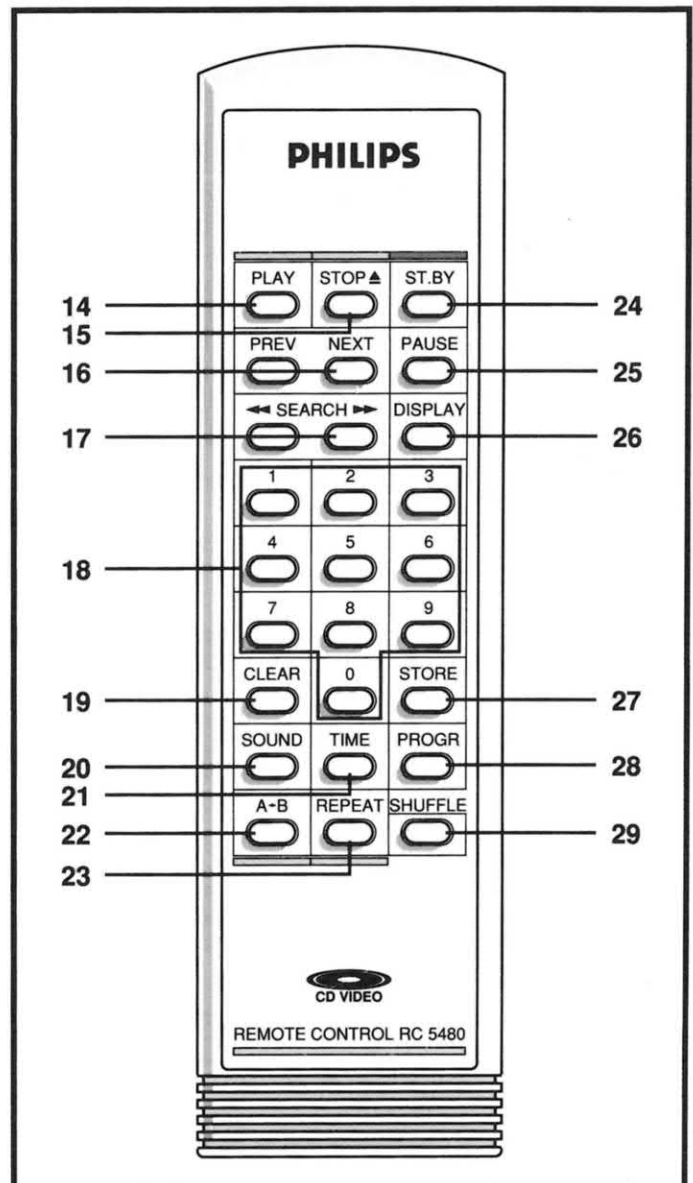 PHILIPS
PLAY STOP ≜ ST.BY
14 24
15
PREV NEXT PAUSE
16 25
◄◄ SEARCH ►► DISPLAY
17 26
1 2 3
4 5 6
18
7 8 9
CLEAR 0 STORE
19 27
SOUND TIME PROGR
20 28
21
A-B REPEAT SHUFFLE
22 29
23
CD VIDEO
REMOTE CONTROL RC 5480